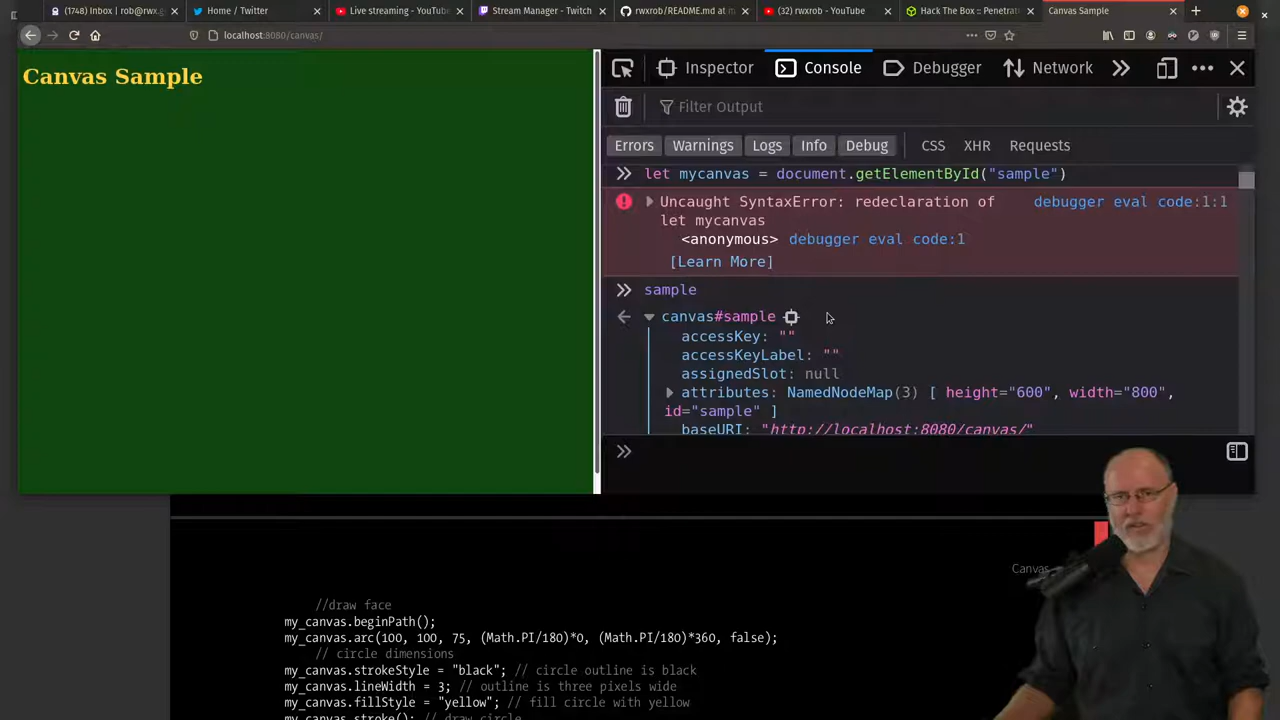 (1748) Inbox | rob@rwx.g
Home / Twitter
Live streaming - YouTube
Stream Manager - Twitch
rwxrob/README.md at m
(32) rwxrob - YouTube
Hack The Box :: Penetrat
Canvas Sample
localhost:8080/canvas/
Canvas Sample
Inspector
Console
Debugger
Network
Filter Output
Errors
Warnings
Logs
Info
Debug
CSS
XHR
Requests
let mycanvas = document.getElementById("sample")
Uncaught SyntaxError: redeclaration of debugger eval code:1:1
let mycanvas
<anonymous> debugger eval code:1
[Learn More]
sample
canvas#sample
accessKey: ""
accessKeyLabel: ""
assignedSlot: null
attributes: NamedNodeMap(3) [ height="600", width="800",
id="sample" ]
baseURI: "http://localhost:8080/canvas/"
Canvas
//draw face
my_canvas.beginPath();
my_canvas.arc(100, 100, 75, (Math.PI/180)*0, (Math.PI/180)*360, false);
// circle dimensions
my_canvas.strokeStyle = "black"; // circle outline is black
my_canvas.lineWidth = 3; // outline is three pixels wide
my_canvas.fillStyle = "yellow"; // fill circle with yellow
my_canvas.stroke(); // draw circle